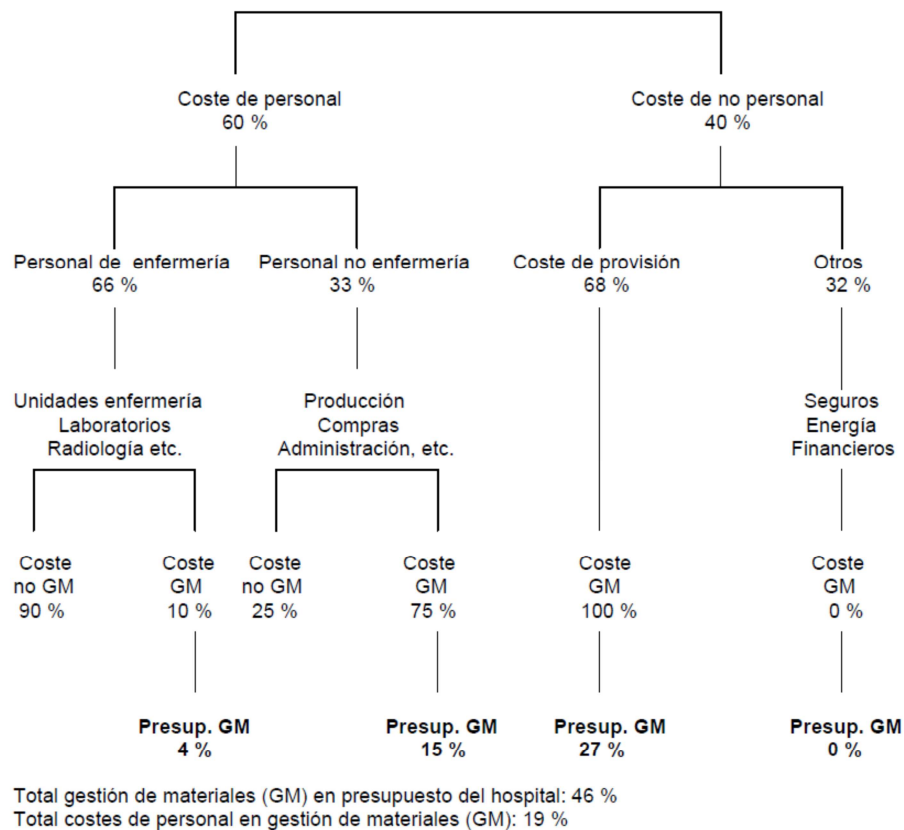 Coste de personal
60 %
Coste de no personal
40 %
Personal de enfermería
66 %
Personal no enfermería
33 %
Coste de provisión
68 %
Otros
32 %
Unidades enfermería
Laboratorios
Radiología etc.
Producción
Compras
Administración, etc.
Seguros
Energía
Financieros
Coste
no GM
90 %
Coste
GM
10 %
Coste
no GM
25 %
Coste
GM
75 %
Coste
GM
100 %
Coste
GM
0 %
Presup. GM
4 %
Presup. GM
15 %
Presup. GM
27 %
Presup. GM
0 %
Total gestión de materiales (GM) en presupuesto del hospital: 46 %
Total costes de personal en gestión de materiales (GM): 19 %